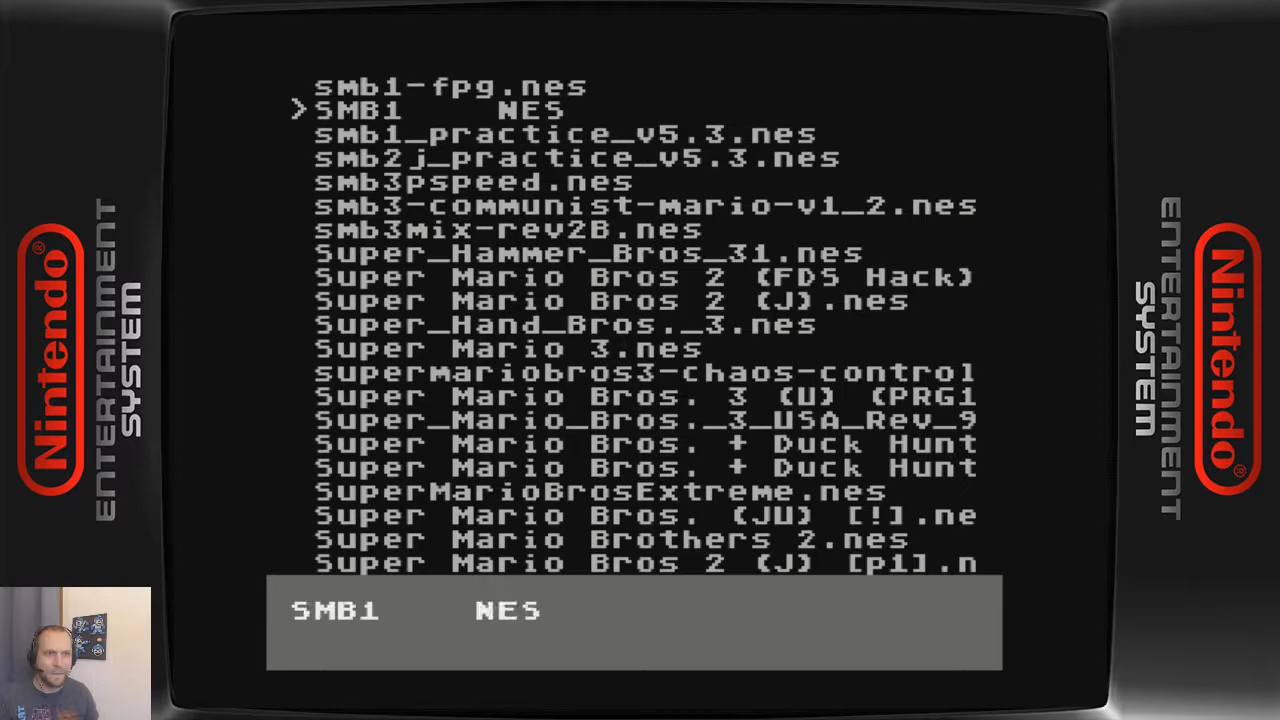 smb1-fpg.nes
>SMB1    NES
smb1_practice_v5.3.nes
smb2j_practice_v5.3.nes
smb3pspeed.nes
smb3-communist-mario-v1_2.nes
smb3mix-rev2B.nes
Super_Hammer_Bros_31.nes
Super Mario Bros 2 (FDS Hack)
Super Mario Bros 2 (J).nes
Super_Hand_Bros._3.nes
Super Mario 3.nes
supermariobros3-chaos-control
Super Mario Bros. 3 (U) (PRG1
Super_Mario_Bros._3_USA_Rev_9
Super Mario Bros. + Duck Hunt
Super Mario Bros. + Duck Hunt
SuperMarioBrosExtreme.nes
Super Mario Bros. (JU) [!].ne
Super Mario Brothers 2.nes
Super Mario Bros 2 (J) [p1].n
SMB1    NES
Nintendo®
ENTERTAINMENT
SYSTEM
Nintendo®
ENTERTAINMENT
SYSTEM